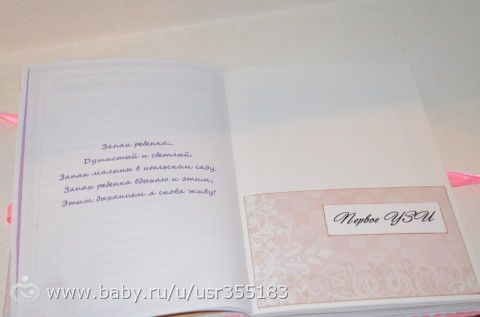 Запах ребенка...
Душистый и светлый.
Запах малины в июльском саду,
Запах ребенка вдыхаю и этим,
Этим дыханием я снова живу!
Первое УЗИ
www.baby.ru/u/usr355183